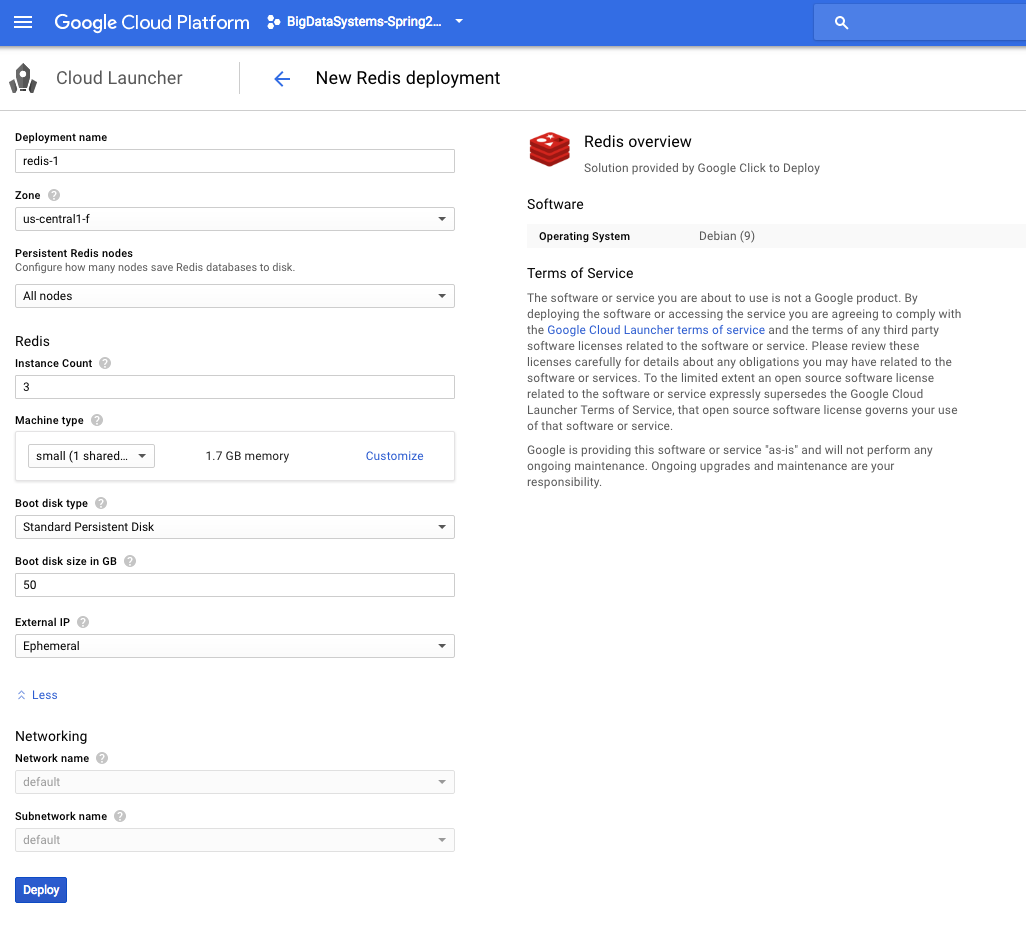 Google Cloud Platform
BigDataSystems-Spring2...
Cloud Launcher
New Redis deployment
Deployment name
redis-1
Zone
us-central1-f
Persistent Redis nodes
Configure how many nodes save Redis databases to disk.
All nodes
Redis
Instance Count
3
Machine type
small (1 shared...
1.7 GB memory
Customize
Boot disk type
Standard Persistent Disk
Boot disk size in GB
50
External IP
Ephemeral
Less
Networking
Network name
default
Subnetwork name
default
Deploy
Redis overview
Solution provided by Google Click to Deploy
Software
Operating System
Debian (9)
Terms of Service
The software or service you are about to use is not a Google product. By
deploying the software or accessing the service you are agreeing to comply with
the Google Cloud Launcher terms of service and the terms of any third party
software licenses related to the software or service. Please review these
licenses carefully for details about any obligations you may have related to the
software or services. To the limited extent an open source software license
related to the software or service expressly supersedes the Google Cloud
Launcher Terms of Service, that open source software license governs your use
of that software or service.
Google is providing this software or service "as-is" and will not perform any
ongoing maintenance. Ongoing upgrades and maintenance are your
responsibility.